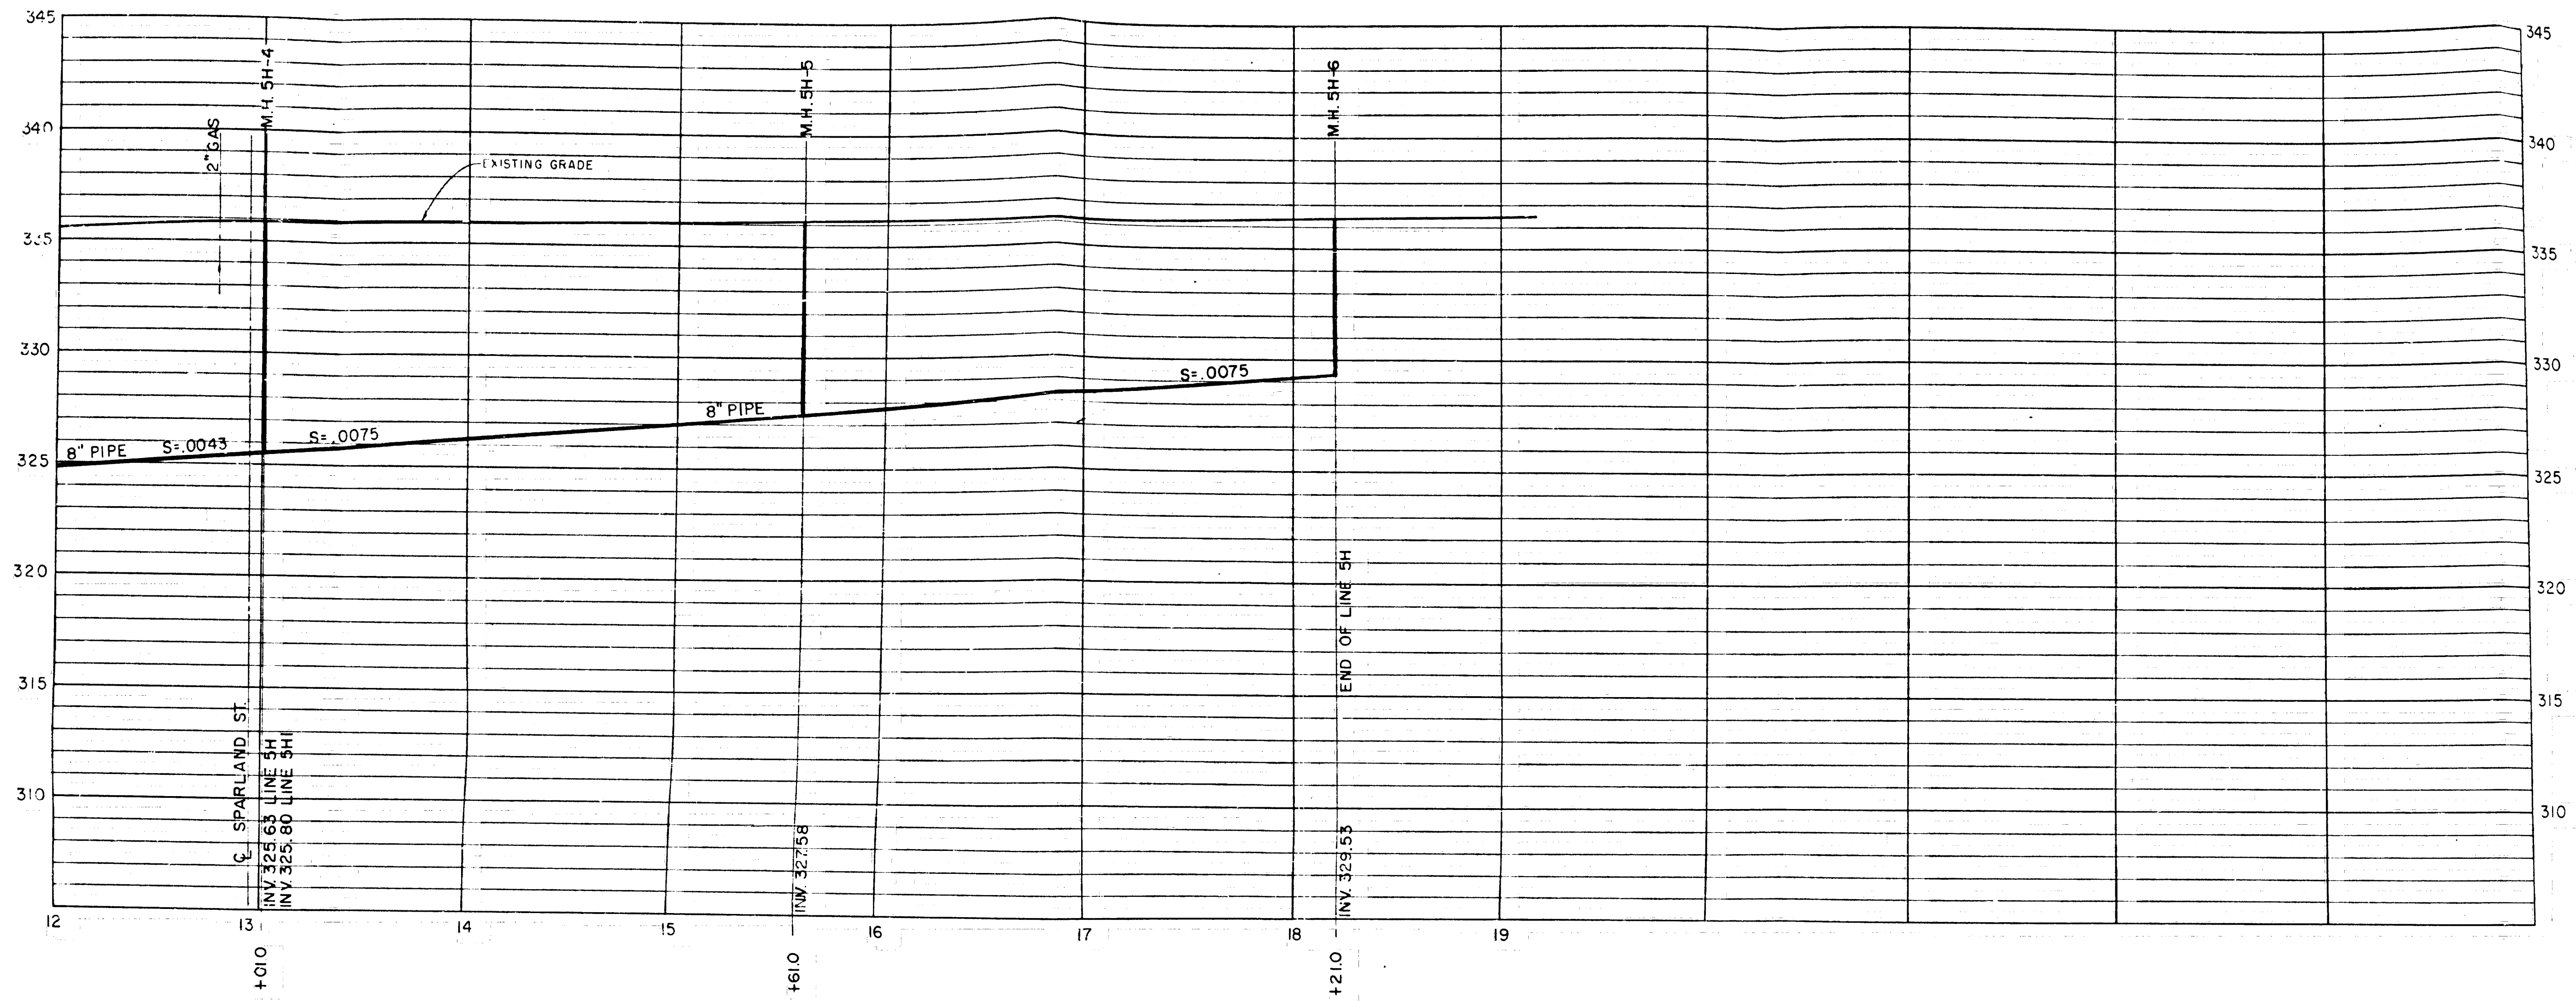 345
345
M.H. 5H-4
M.H. 5H-5
M.H. 5H-6
340
340
2" GAS
EXISTING GRADE
335
335
330
330
S=.0075
8" PIPE
S=.0075
8" PIPE
S=.0043
325
325
320
320
END OF LINE 5H
315
315
℄ SPARLAND ST.
INV. 325.63 LINE 5H
INV. 325.80 LINE 5H1
310
310
INV. 327.58
INV. 329.53
12
13
14
15
16
17
18
19
+01.0
+61.0
+21.0